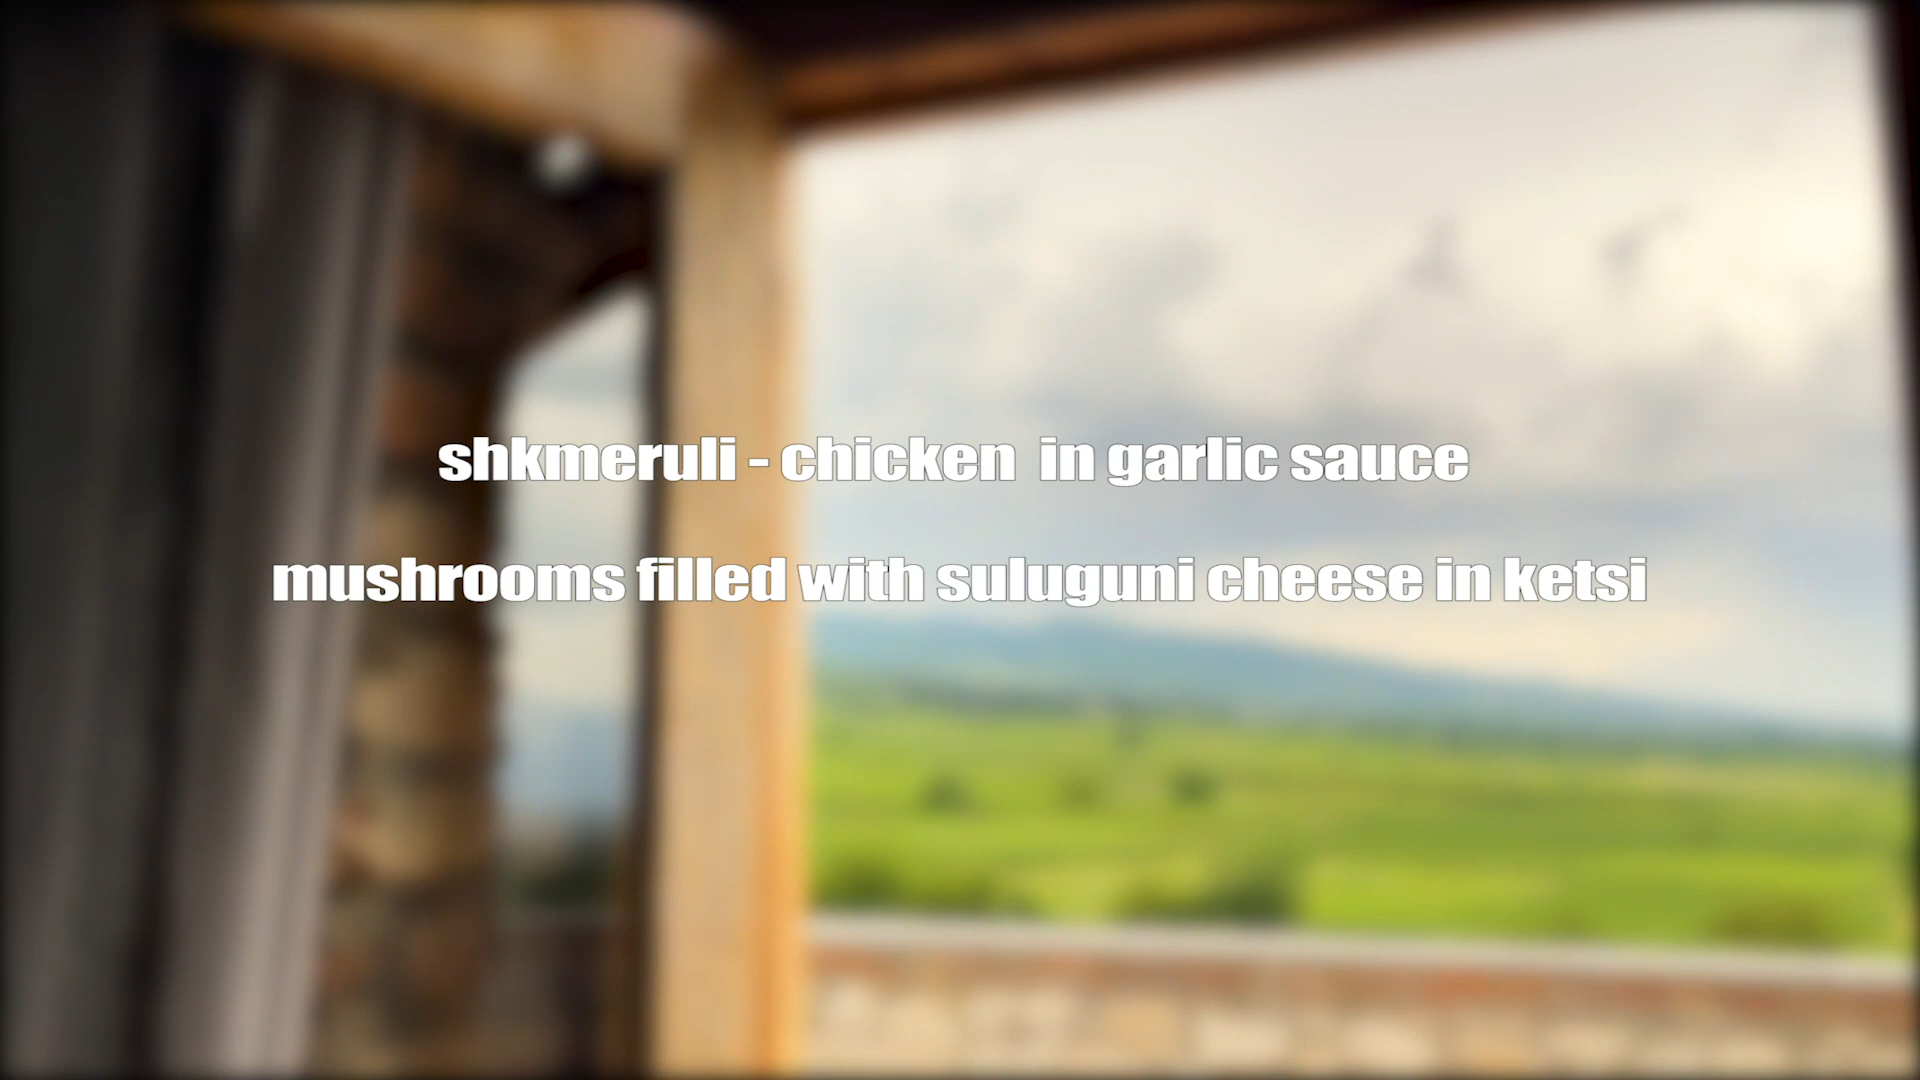 shkmeruli - chicken  in garlic sauce
mushrooms filled with suluguni cheese in ketsi